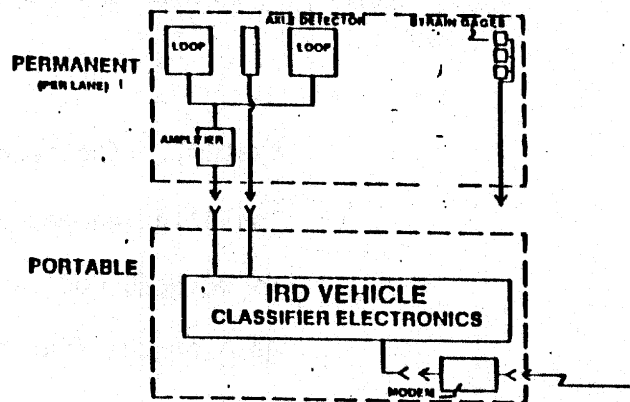 AXLE DETECTOR
STRAIN GAGES
LOOP
LOOP
PERMANENT
(PER LANE)
AMPLIFIER
PORTABLE
IRD VEHICLE
CLASSIFIER ELECTRONICS
MODEM